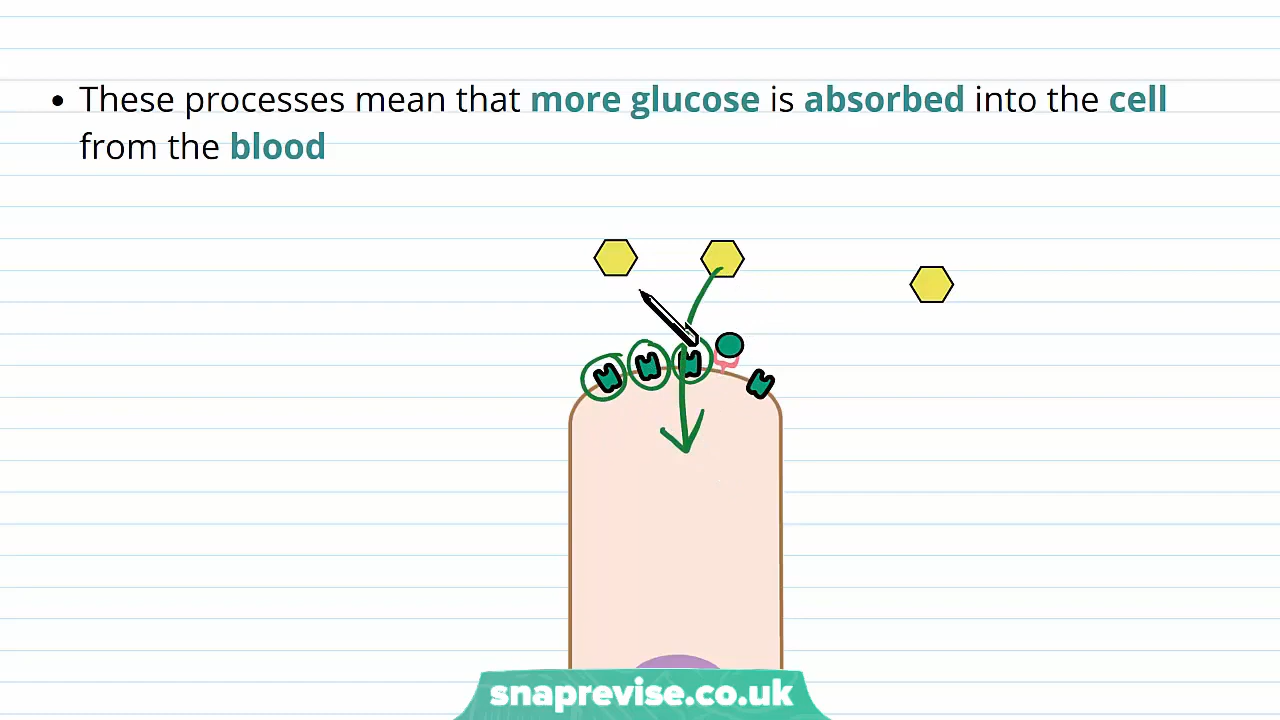 • These processes mean that more glucose is absorbed into the cell
from the blood
snaprevise.co.uk